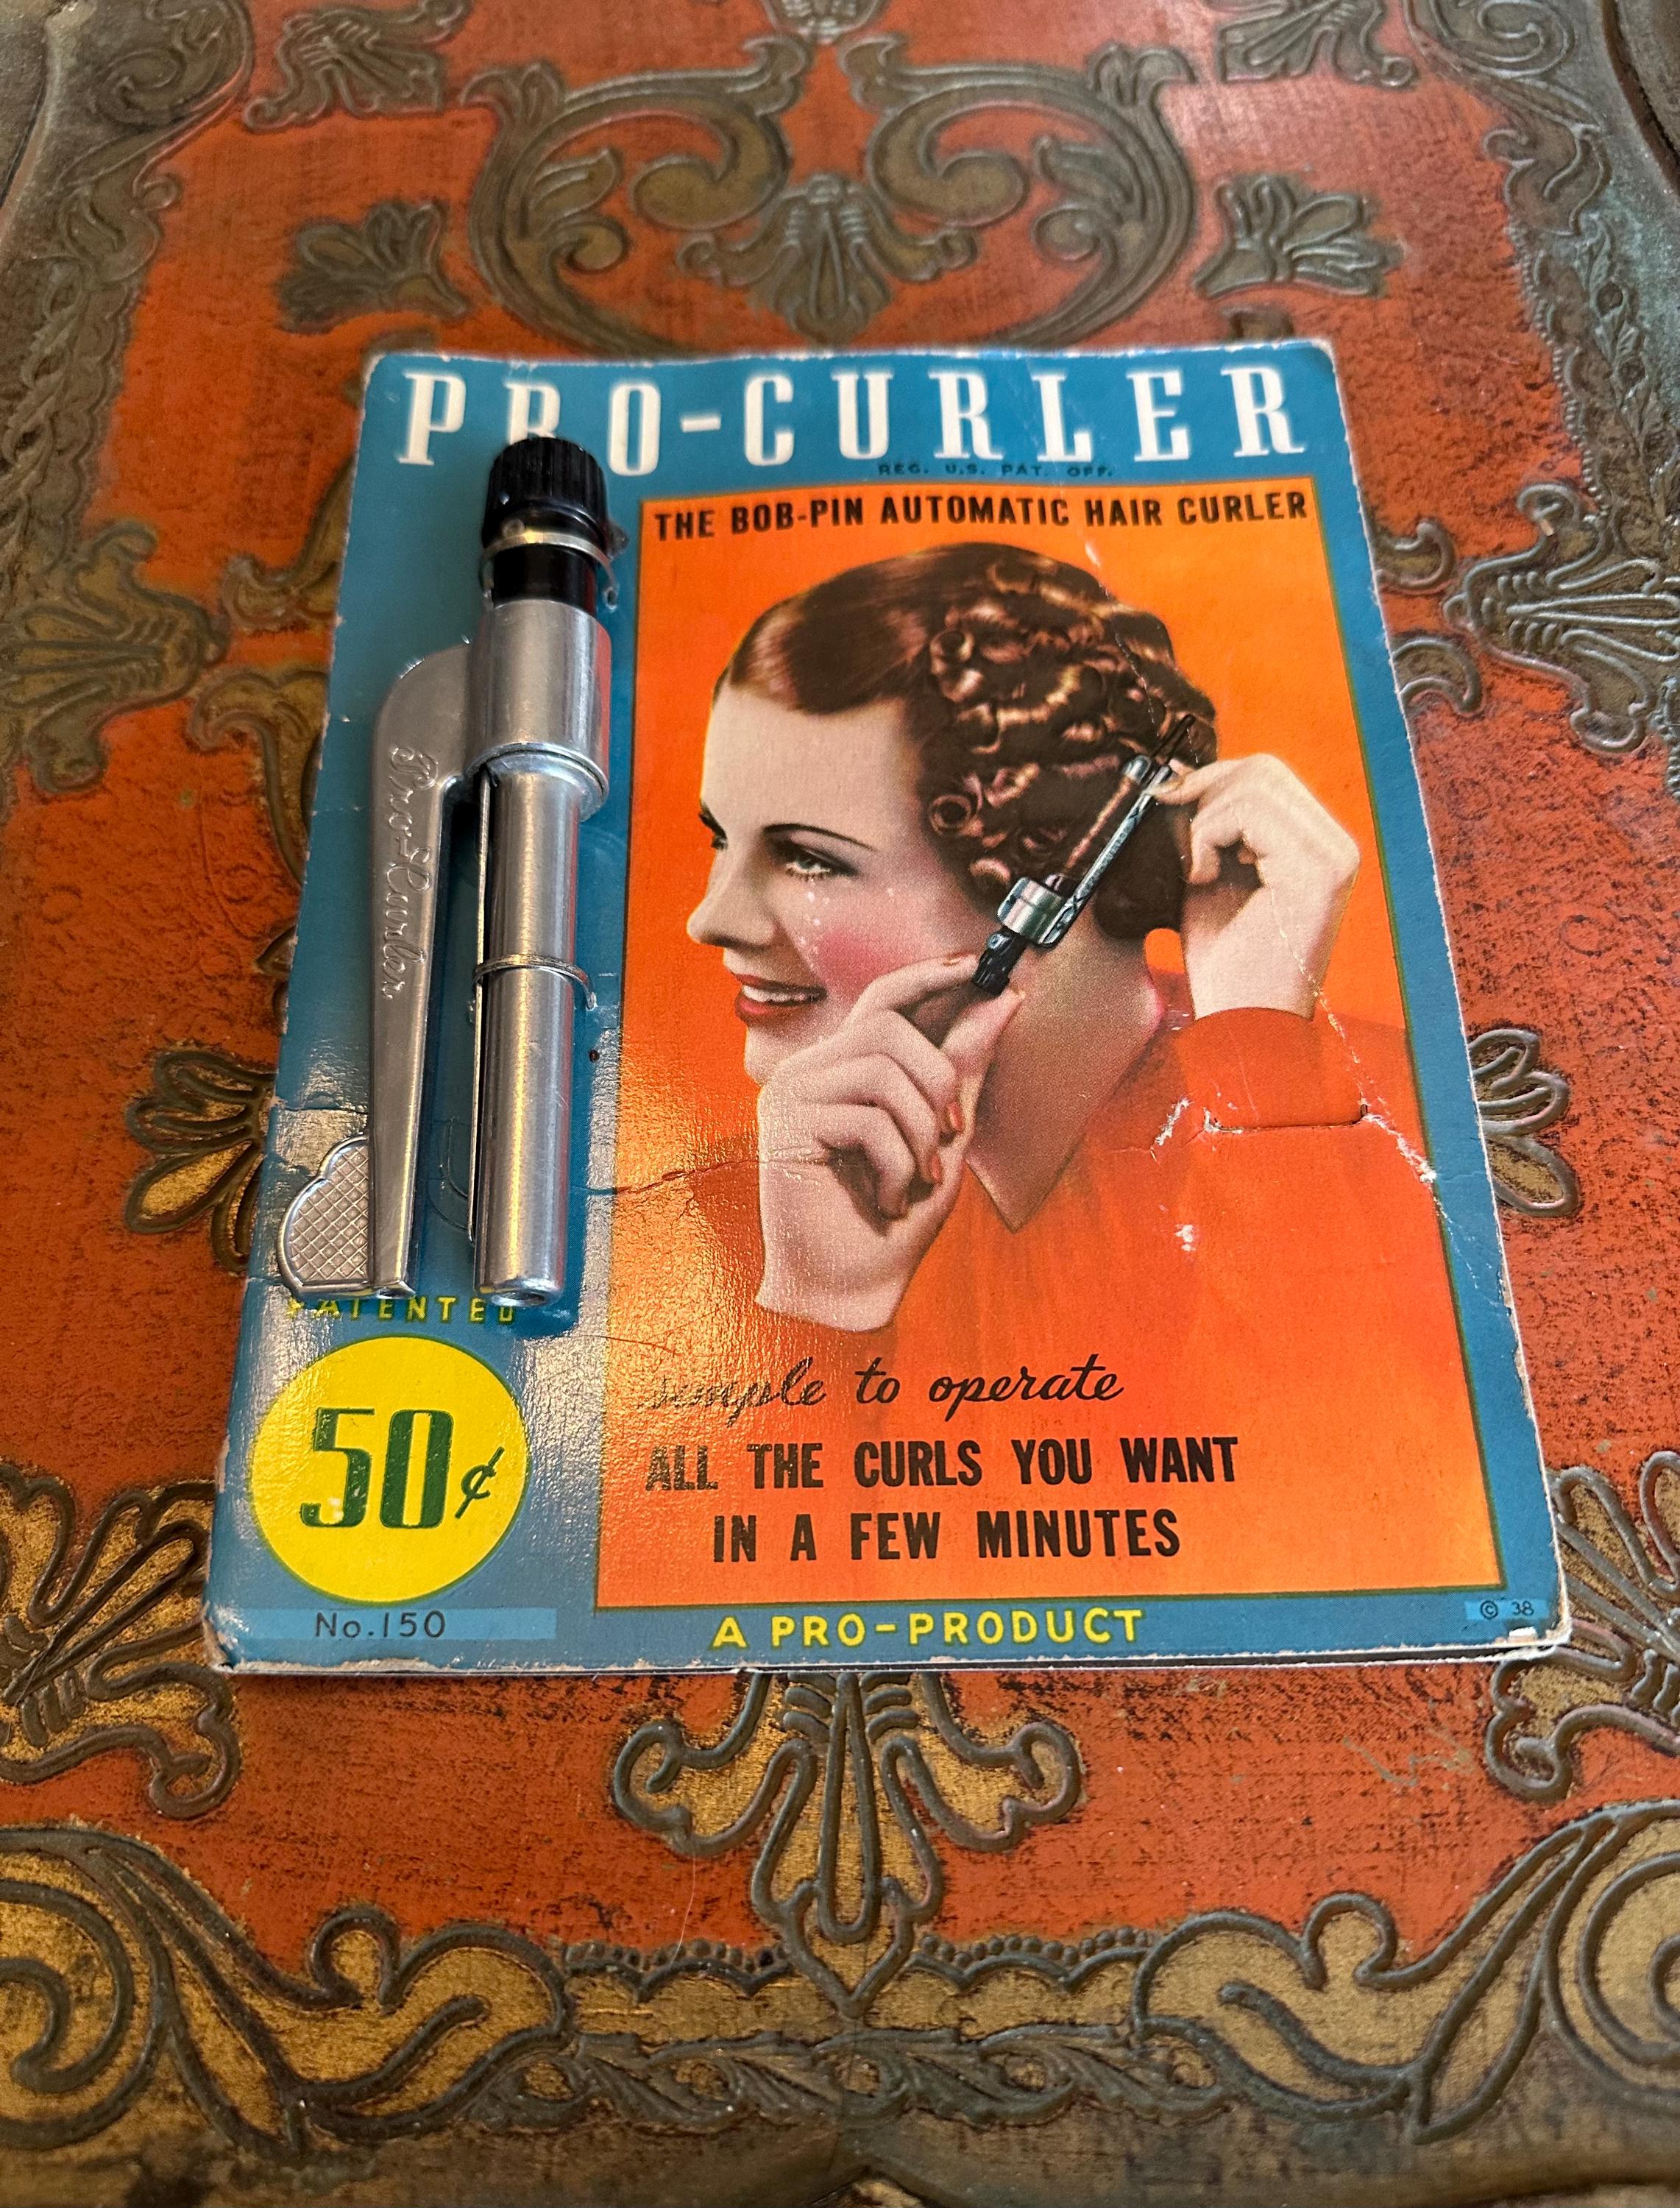 PRO-CURLER
REG. U.S. PAT. OFF.
THE BOB-PIN AUTOMATIC HAIR CURLER
Pro-Curler
PATENTED
50¢
simple to operate
ALL THE CURLS YOU WANT
IN A FEW MINUTES
No.150
A PRO-PRODUCT
© 38